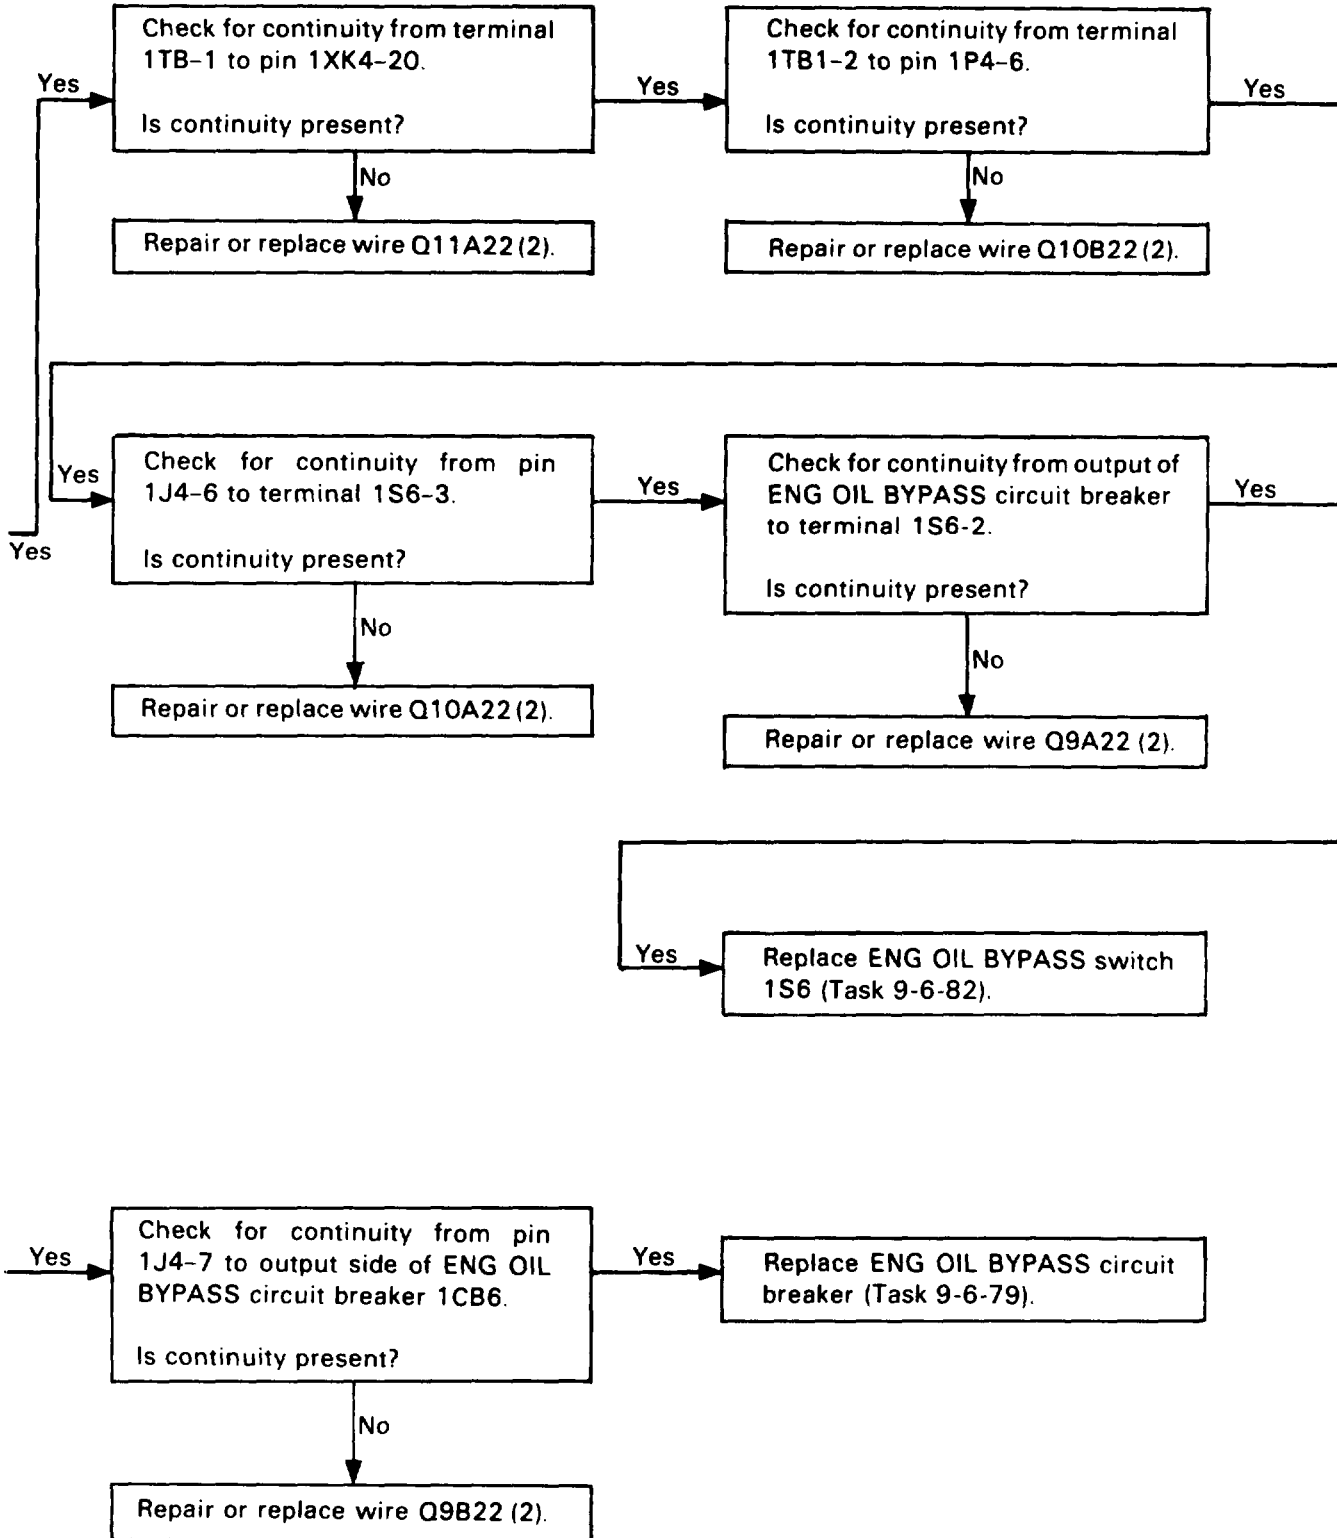 Check for continuity from terminal
1TB-1 to pin 1XK4-20.
Is continuity present?
Yes
Yes
Check for continuity from terminal
1TB1-2 to pin 1P4-6.
Is continuity present?
Yes
No
No
Repair or replace wire Q11A22 (2).
Repair or replace wire Q10B22 (2).
Yes
Yes
Check for continuity from pin
1J4-6 to terminal 1S6-3.
Is continuity present?
Yes
Check for continuity from output of
ENG OIL BYPASS circuit breaker
to terminal 1S6-2.
Is continuity present?
Yes
No
No
Repair or replace wire Q10A22 (2).
Repair or replace wire Q9A22 (2).
Yes
Replace ENG OIL BYPASS switch
1S6 (Task 9-6-82).
Yes
Check for continuity from pin
1J4-7 to output side of ENG OIL
BYPASS circuit breaker 1CB6.
Is continuity present?
Yes
Replace ENG OIL BYPASS circuit
breaker (Task 9-6-79).
No
Repair or replace wire Q9B22 (2).